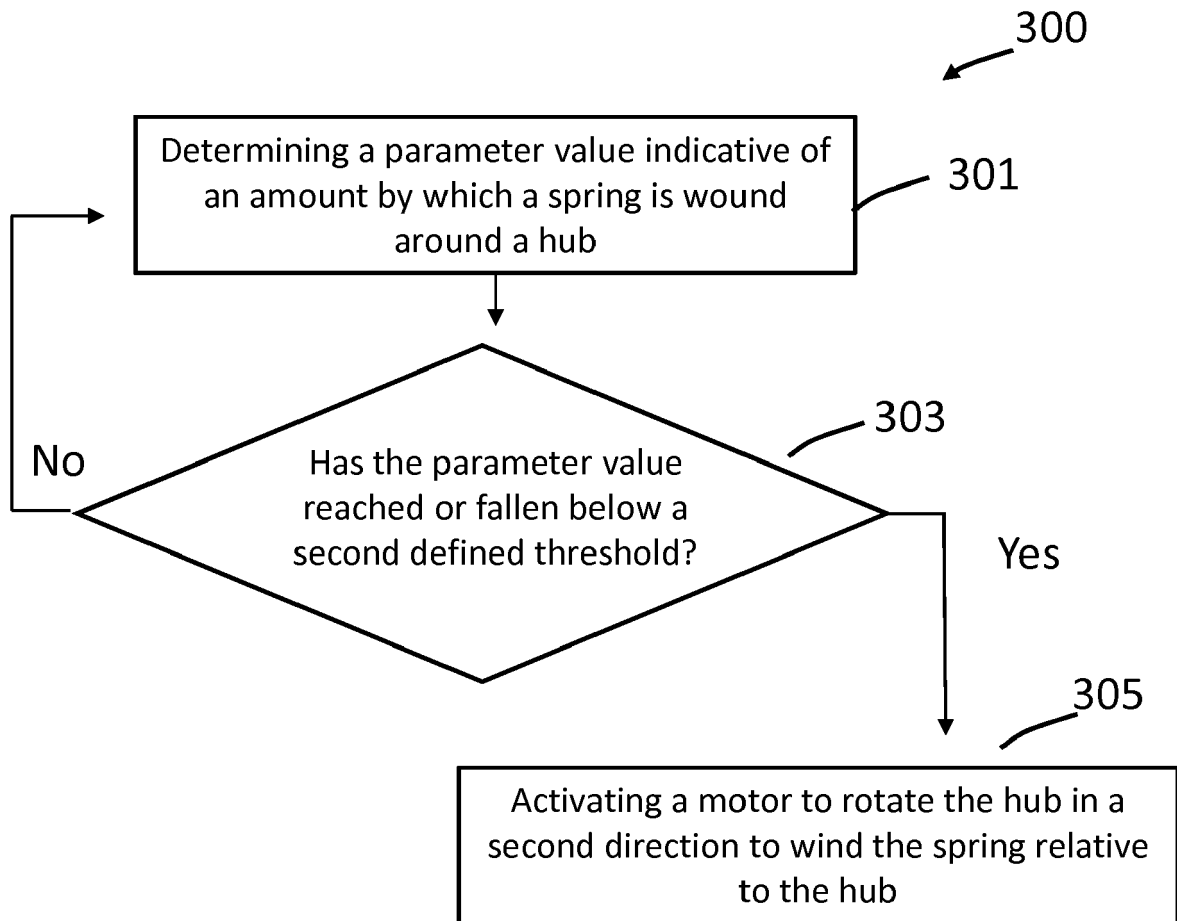 300
Determining a parameter value indicative of
an amount by which a spring is wound
around a hub
301
303
No
Has the parameter value
reached or fallen below a
second defined threshold?
Yes
305
Activating a motor to rotate the hub in a
second direction to wind the spring relative
to the hub